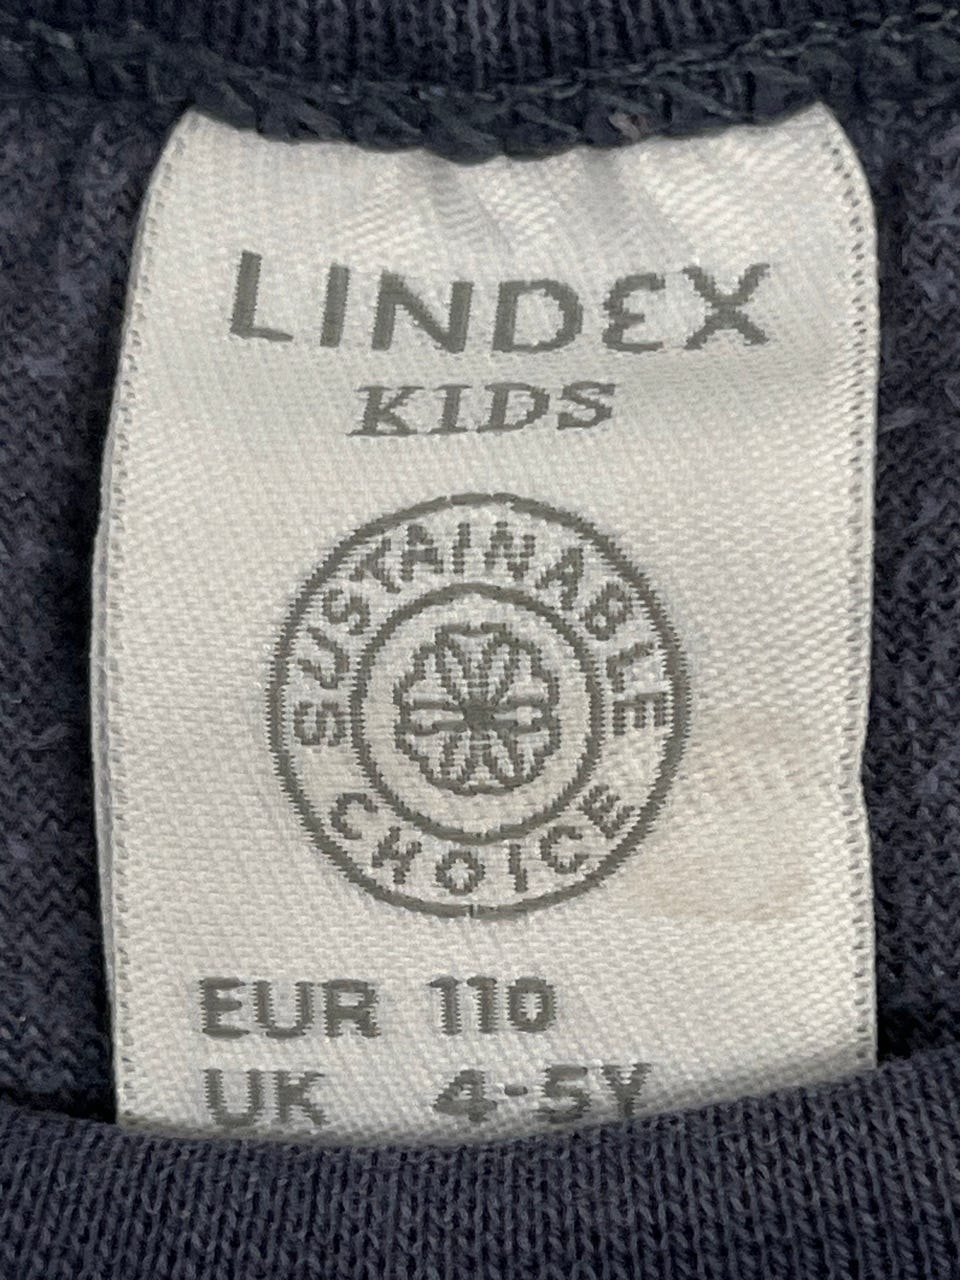 LINDEX
KIDS
SUSTAINABLE
CHOICE
EUR 110
UK 4-5Y